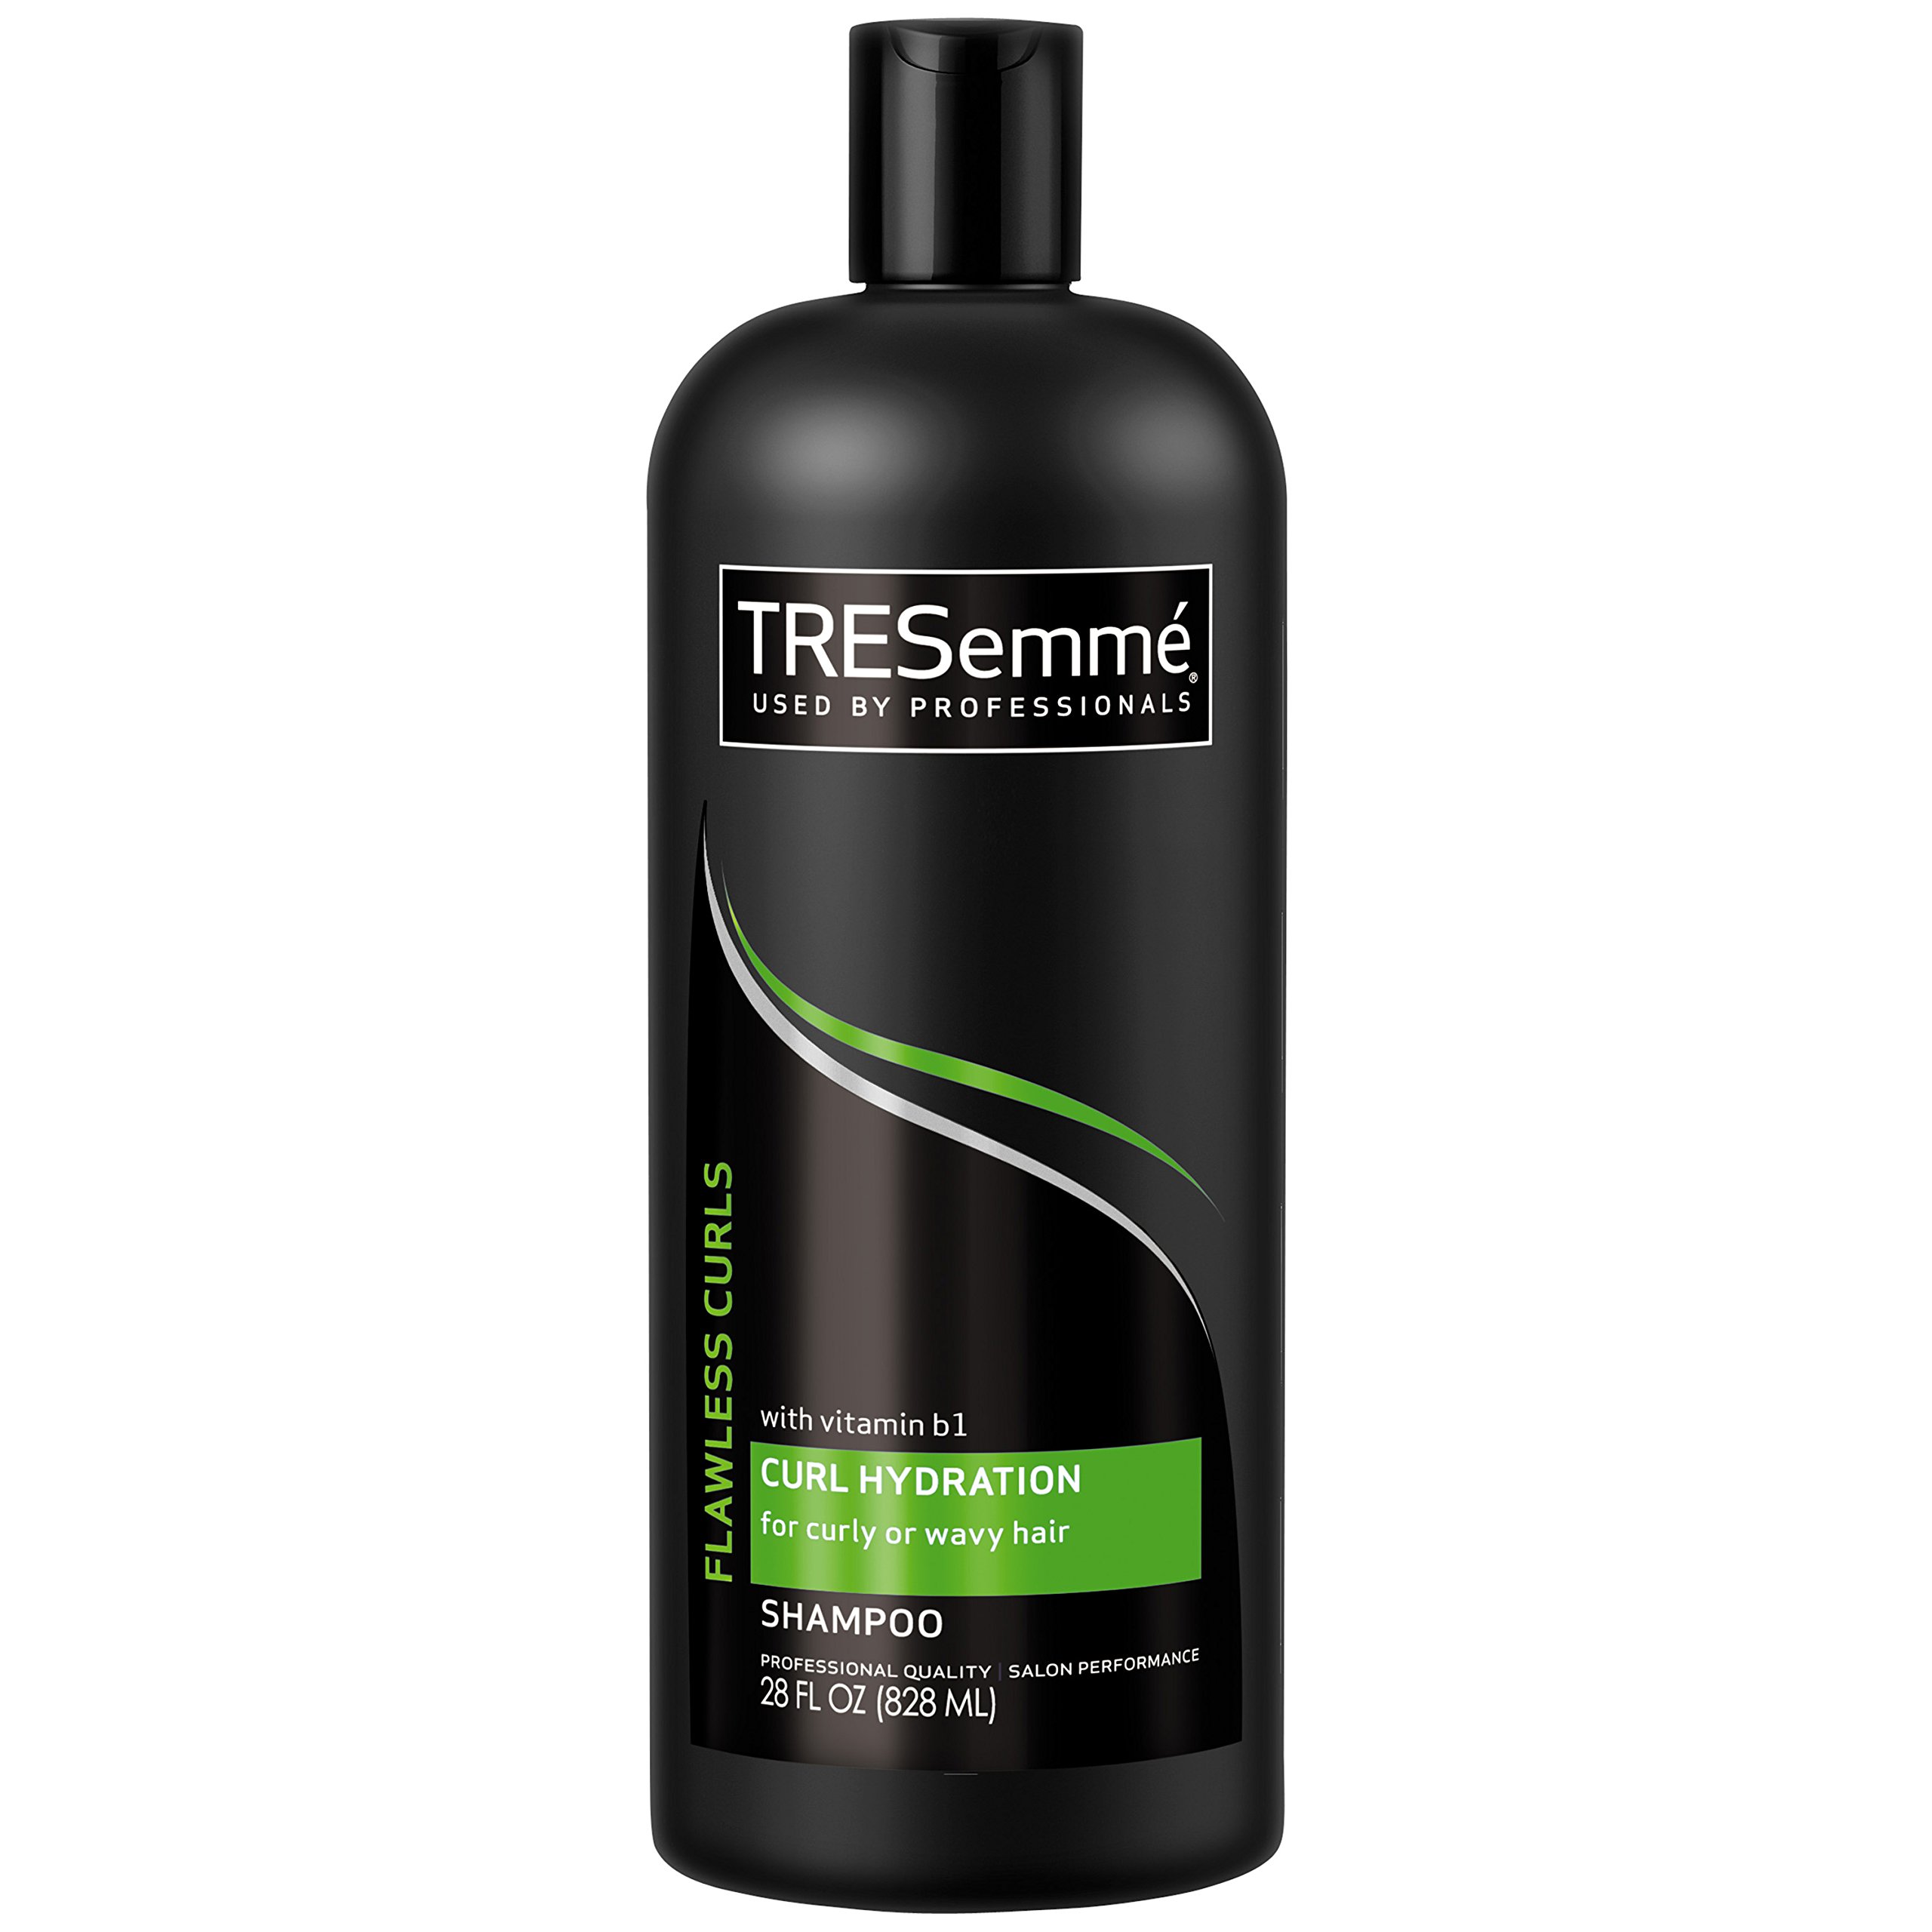 TRESemmé®
USED BY PROFESSIONALS
FLAWLESS CURLS
with vitamin b1
CURL HYDRATION
for curly or wavy hair
SHAMPOO
PROFESSIONAL QUALITY | SALON PERFORMANCE
28 FL OZ (828 ML)